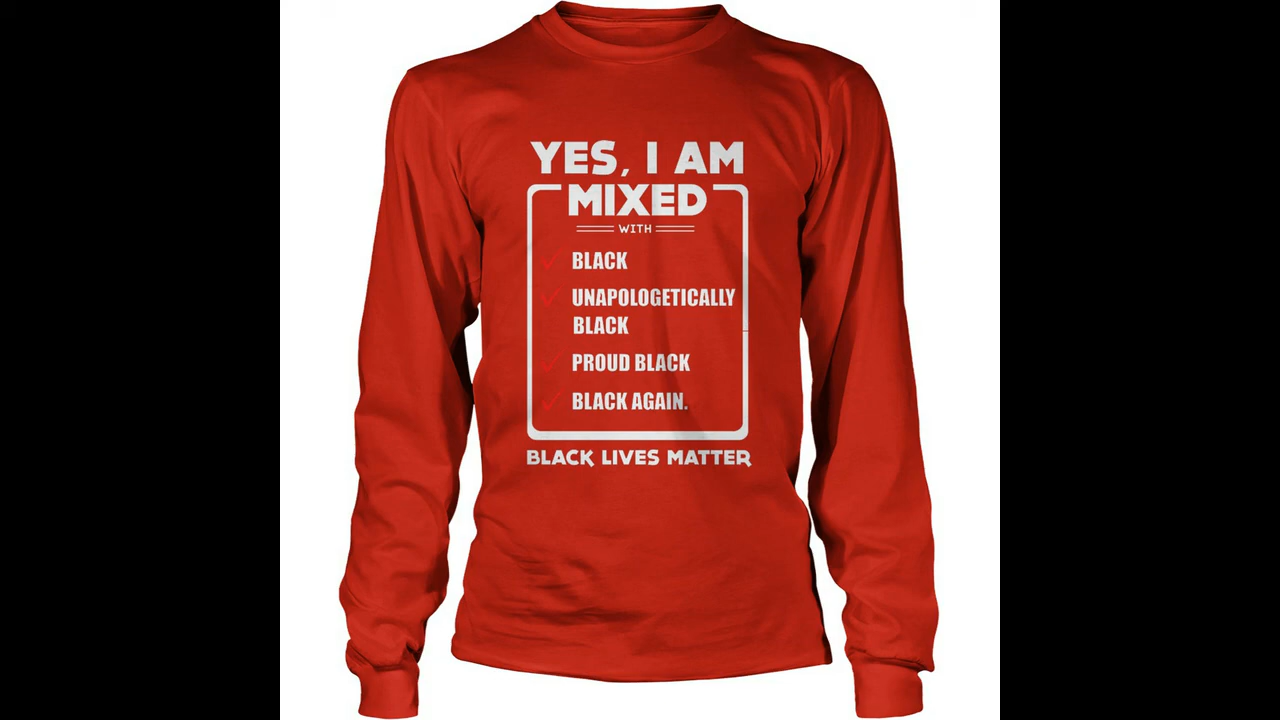 YES, I AM
MIXED
WITH
BLACK
UNAPOLOGETICALLY
BLACK
PROUD BLACK
BLACK AGAIN.
BLACK LIVES MATTER